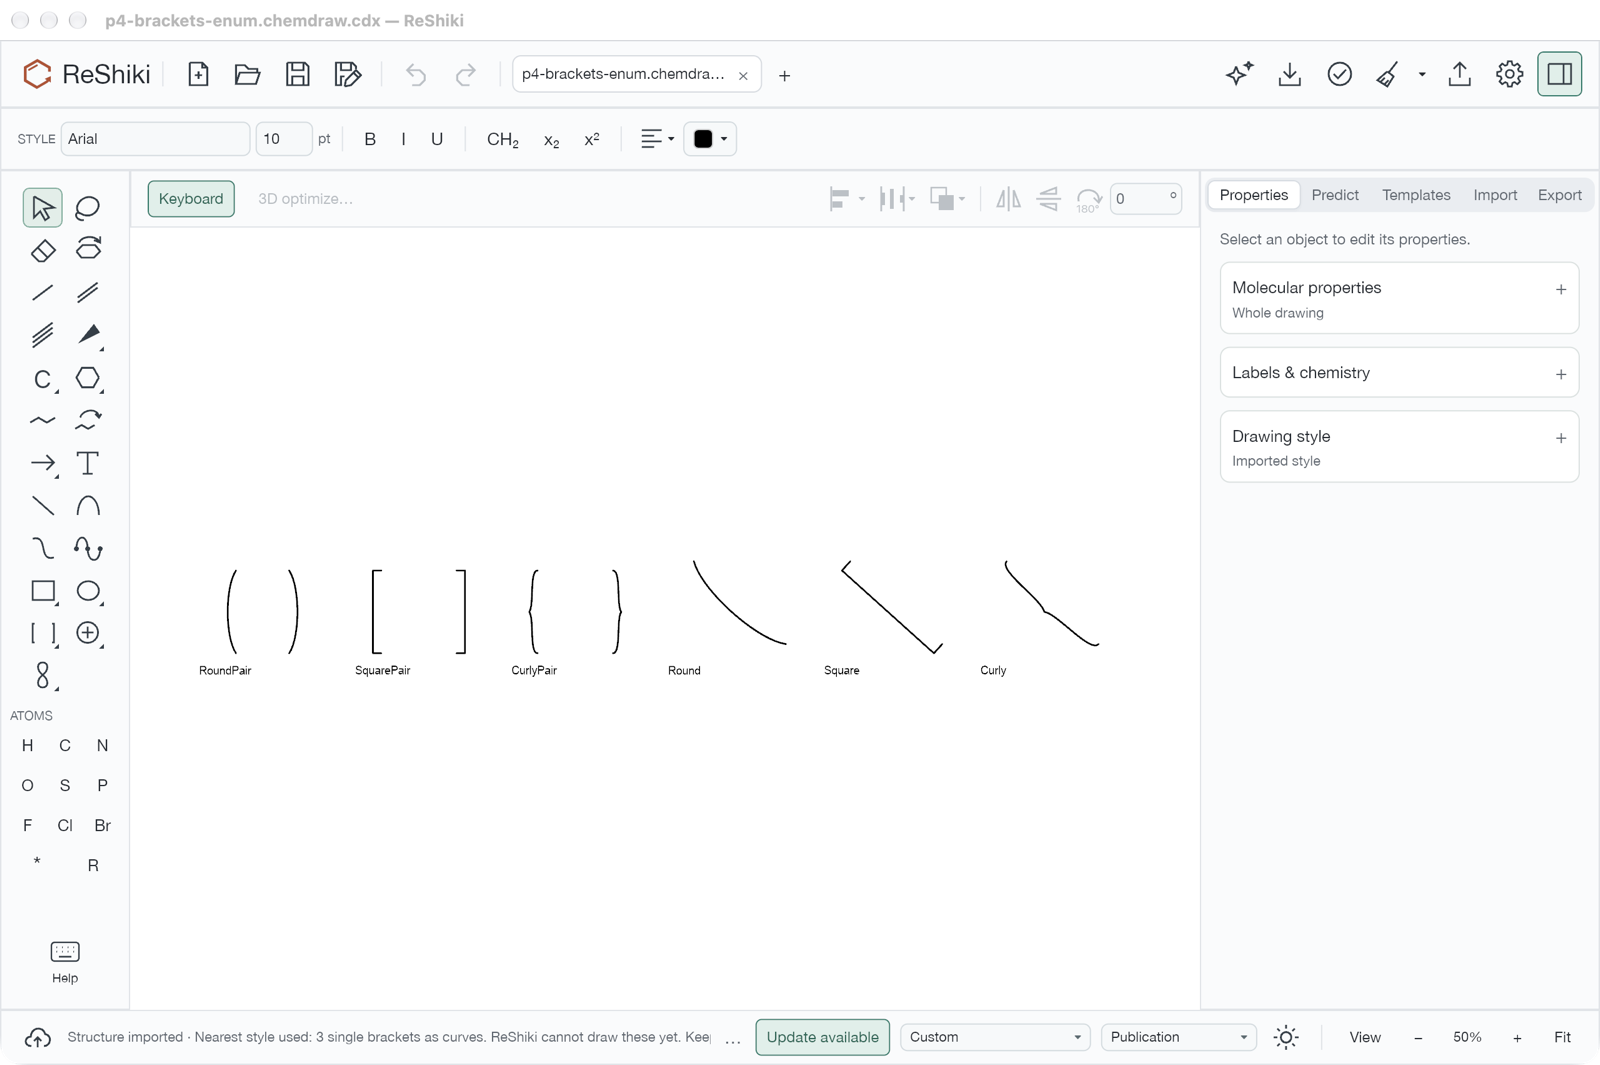 p4-brackets-enum.chemdraw.cdx — ReShiki
ReShiki
p4-brackets-enum.chemdra... × +
STYLE Arial 10 pt B I U CH₂ x₂ x²
Keyboard 3D optimize...
180° 0 °
Properties Predict Templates Import Export
Select an object to edit its properties.
Molecular properties +
Whole drawing
Labels & chemistry +
Drawing style +
Imported style
C
T
[ ]
ATOMS
H C N
O S P
F Cl Br
* R
Help
RoundPair SquarePair CurlyPair Round Square Curly
Structure imported · Nearest style used: 3 single brackets as curves. ReShiki cannot draw these yet. Keep ... Update available Custom Publication View − 50% + Fit